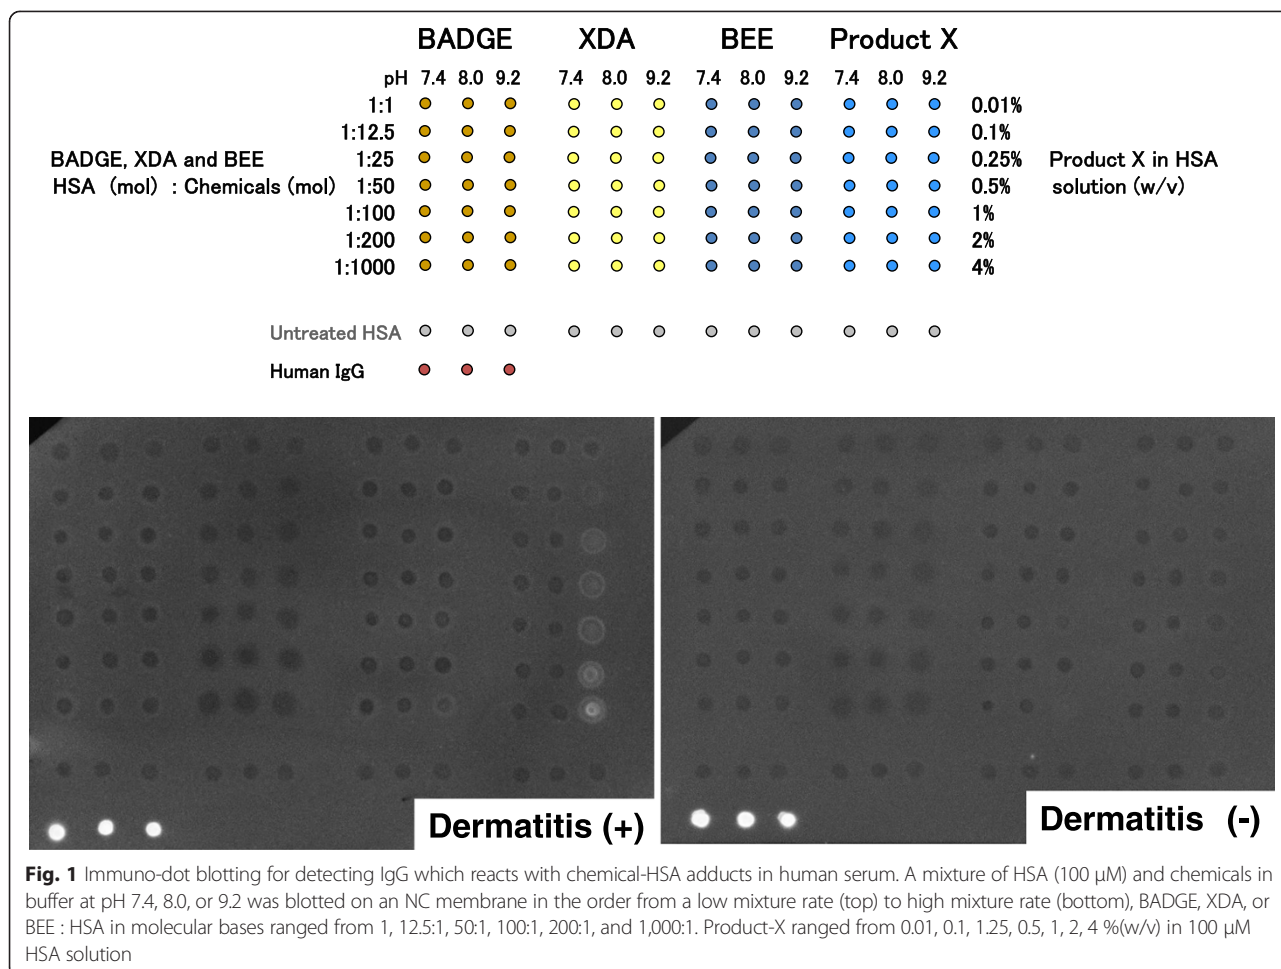 BADGE XDA BEE Product X
pH 7.4 8.0 9.2 7.4 8.0 9.2 7.4 8.0 9.2 7.4 8.0 9.2
1:1 0.01%
1:12.5 0.1%
BADGE, XDA and BEE 1:25 0.25% Product X in HSA
HSA (mol) : Chemicals (mol) 1:50 0.5% solution (w/v)
1:100 1%
1:200 2%
1:1000 4%
Untreated HSA
Human IgG
Dermatitis (+) Dermatitis (-)
Fig. 1 Immuno-dot blotting for detecting IgG which reacts with chemical-HSA adducts in human serum. A mixture of HSA (100 μM) and chemicals in
buffer at pH 7.4, 8.0, or 9.2 was blotted on an NC membrane in the order from a low mixture rate (top) to high mixture rate (bottom), BADGE, XDA, or
BEE : HSA in molecular bases ranged from 1, 12.5:1, 50:1, 100:1, 200:1, and 1,000:1. Product-X ranged from 0.01, 0.1, 1.25, 0.5, 1, 2, 4 %(w/v) in 100 μM
HSA solution